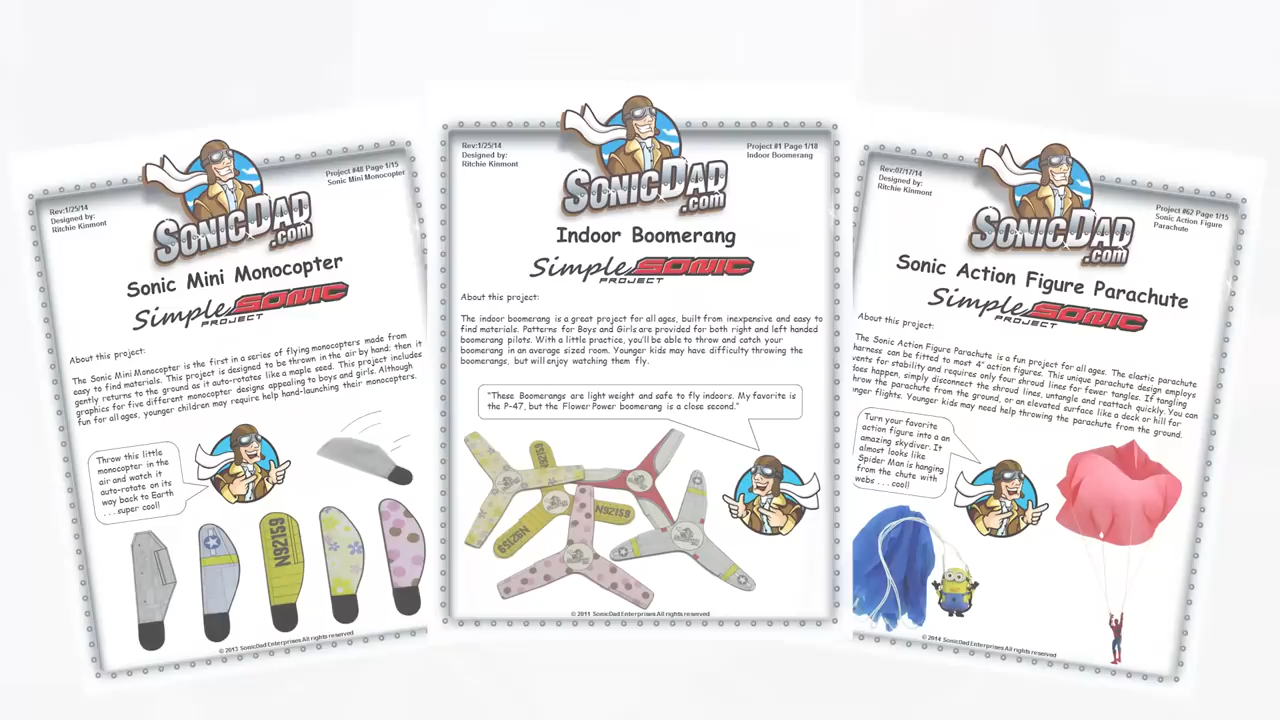 Rev:1/25/14
Designed by:
Ritchie Kinmont
Project #48 Page 1/15
Sonic Mini Monocopter
SONICDAD
.com
Sonic Mini Monocopter
Simple SONIC
PROJECT
About this project:
The Sonic Mini Monocopter is the first in a series of flying monocopters made from
easy to find materials. This project is designed to be thrown in the air by hand: then it
gently returns to the ground as it auto-rotates like a maple seed. This project includes
graphics for five different monocopter designs appealing to boys and girls. Although
fun for all ages, younger children may require help hand-launching their monocopters.
Throw this little
monocopter in the
air and watch it
auto-rotate on its
way back to Earth
. . . super cool!
N92159
© 2013 SonicDad Enterprises All rights reserved
Rev:1/25/14
Designed by:
Ritchie Kinmont
Project #1 Page 1/18
Indoor Boomerang
SONICDAD
.com
Indoor Boomerang
Simple SONIC
PROJECT
About this project:
The indoor boomerang is a great project for all ages, built from inexpensive and easy to
find materials. Patterns for Boys and Girls are provided for both right and left handed
boomerang pilots. With a little practice, you'll be able to throw and catch your
boomerang in an average sized room. Younger kids may have difficulty throwing the
boomerangs, but will enjoy watching them fly.
"These Boomerangs are light weight and safe to fly indoors. My favorite is
the P-47, but the Flower Power boomerang is a close second."
N92159
N92159
N92159
© 2011 SonicDad Enterprises All rights reserved
Rev:07/17/14
Designed by:
Ritchie Kinmont
Project #62 Page 1/15
Sonic Action Figure
Parachute
SONICDAD
.com
Sonic Action Figure Parachute
Simple SONIC
PROJECT
About this project:
The Sonic Action Figure Parachute is a fun project for all ages. The elastic parachute
harness can be fitted to most 4" action figures. This unique parachute design employs
vents for stability and requires only four shroud lines for fewer tangles. If tangling
does happen, simply disconnect the shroud lines, untangle and reattach quickly. You can
throw the parachute from the ground, or an elevated surface like a deck or hill for
longer flights. Younger kids may need help throwing the parachute from the ground.
Turn your favorite
action figure into a an
amazing skydiver. It
almost looks like
Spider Man is hanging
from the chute with
webs . . . cool!
© 2014 SonicDad Enterprises All rights reserved